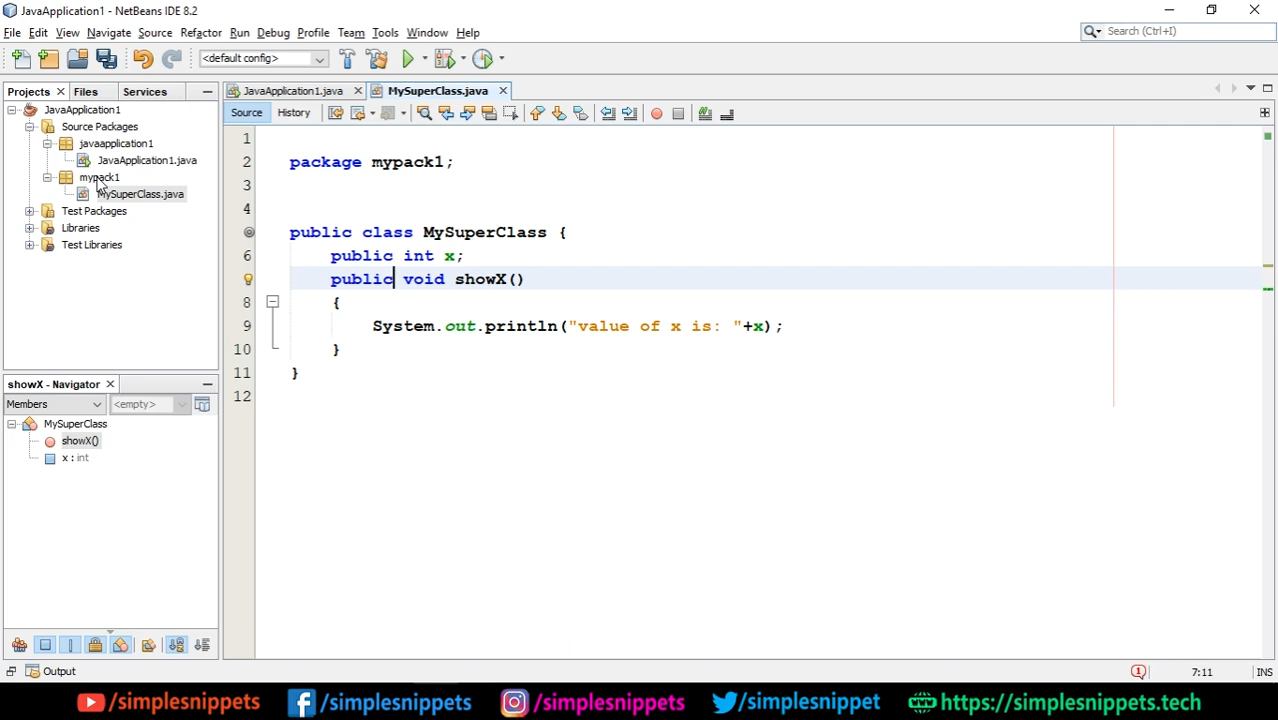 JavaApplication1 - NetBeans IDE 8.2
File Edit View Navigate Source Refactor Run Debug Profile Team Tools Window Help
Search (Ctrl+I)
<default config>
Projects Files Services
JavaApplication1.java MySuperClass.java
Source History
JavaApplication1
Source Packages
javaapplication1
JavaApplication1.java
mypack1
MySuperClass.java
Test Packages
Libraries
Test Libraries
1
2 package mypack1;
3
4
public class MySuperClass {
6 public int x;
public void showX()
8 {
9 System.out.println("value of x is: "+x);
10 }
11 }
12
showX - Navigator
Members <empty>
MySuperClass
showX()
x : int
Output
1 7:11 INS
/simplesnippets /simplesnippets /simplesnippets /simplesnippet https://simplesnippets.tech